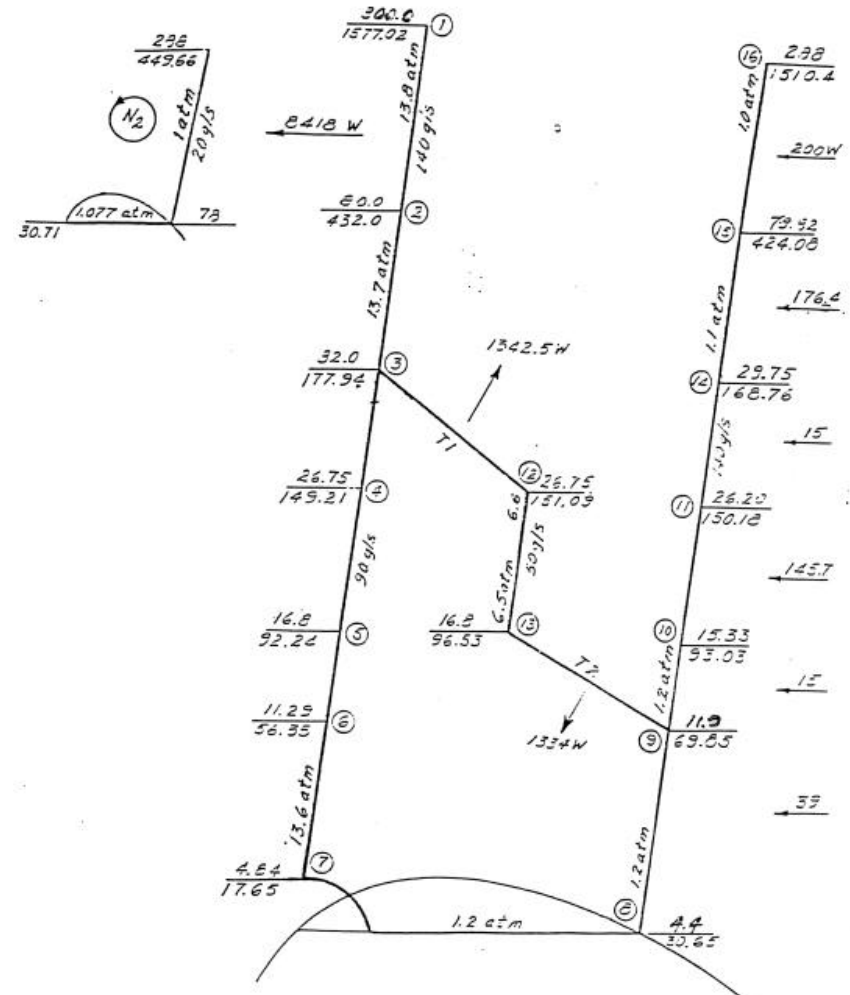 300.0
1577.02
①
298
449.66
1 atm
20 g/s
N2
1.077 atm
30.71
78
8418 W
13.8 atm
140 g/s
80.0
432.0
②
13.7 atm
32.0
177.94
③
T1
1342.5 W
26.75
149.21
④
90 g/s
⑫
26.75
151.09
6.6
50 g/s
6.5 atm
16.8
92.24
⑤
16.8
96.53
⑬
T2
1334 W
11.29
56.35
⑥
13.6 atm
4.84
17.65
⑦
1.2 atm
⑯
298
1510.4
1.0 atm
200 W
⑮
79.92
424.08
1.1 atm
176.4
⑭
29.75
168.76
140 g/s
15
⑪
26.20
150.18
145.7
⑩
15.33
93.03
1.2 atm
15
⑨
11.9
69.85
39
1.2 atm
⑧
4.4
30.65